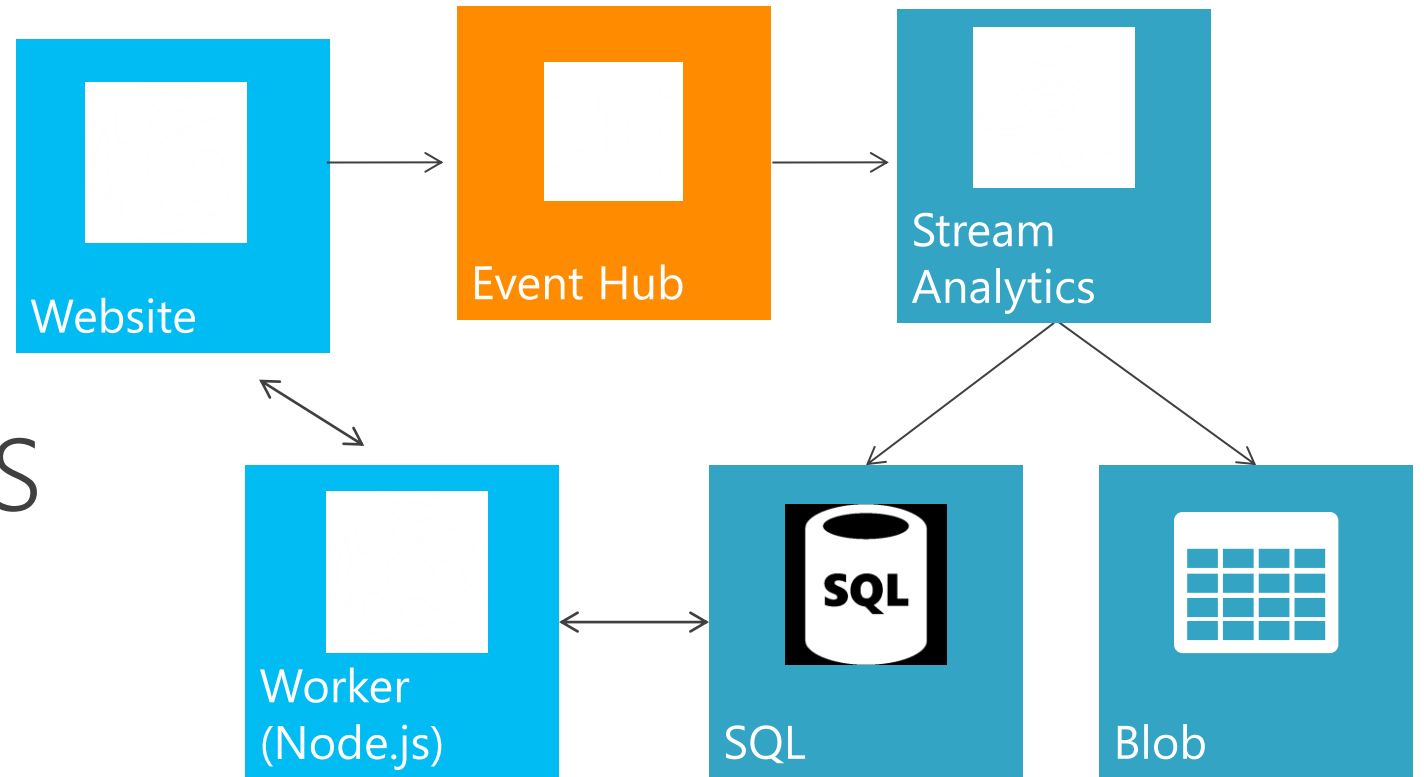 Website
Event Hub
Stream
Analytics
S
Worker
(Node.js)
SQL
SQL
Blob